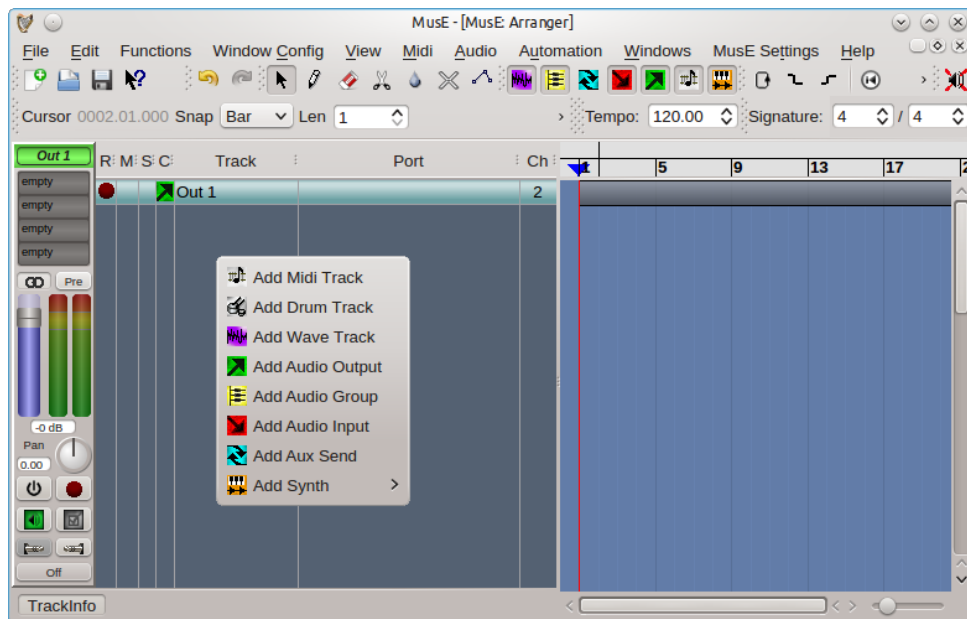 MusE - [MusE: Arranger]
File Edit Functions Window Config View Midi Audio Automation Windows MusE Settings Help
Cursor 0002.01.000 Snap Bar Len 1 Tempo: 120.00 Signature: 4 / 4
Out 1 R M S C Track Port Ch 1 5 9 13 17
empty Out 1 2
empty
empty
empty
Pre
Add Midi Track
Add Drum Track
Add Wave Track
Add Audio Output
Add Audio Group
Add Audio Input
Add Aux Send
Add Synth
-0 dB
Pan
0.00
Off
TrackInfo